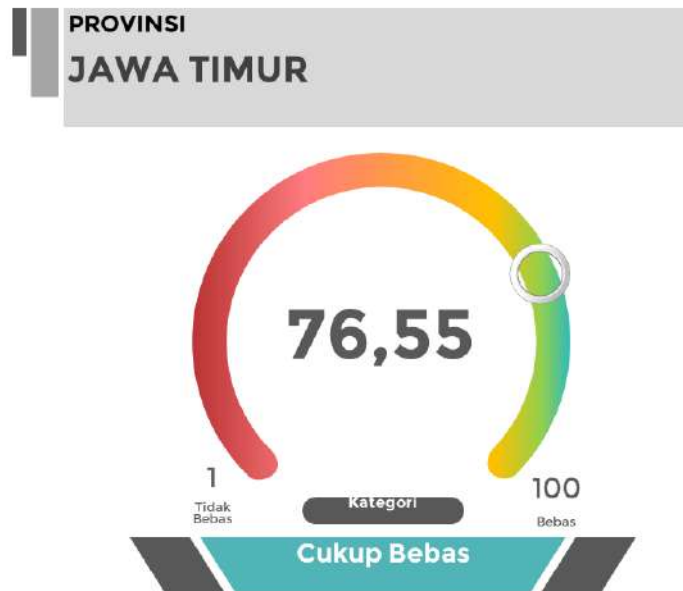 PROVINSI
JAWA TIMUR
76,55
1
Tidak
Bebas
100
Bebas
Kategori
Cukup Bebas